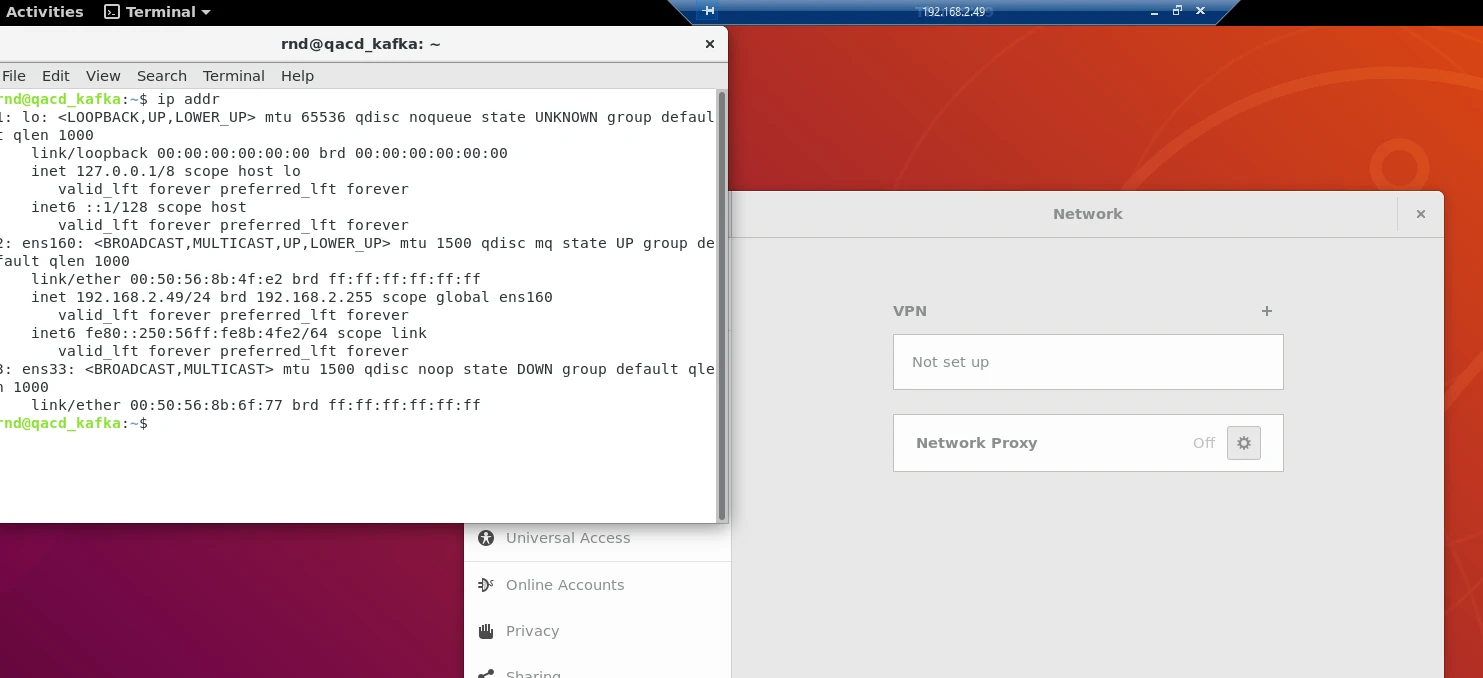 Activities Terminal
192.168.2.49
rnd@qacd_kafka: ~
File Edit View Search Terminal Help
rnd@qacd_kafka:~$ ip addr
1: lo: <LOOPBACK,UP,LOWER_UP> mtu 65536 qdisc noqueue state UNKNOWN group defaul
t qlen 1000
link/loopback 00:00:00:00:00:00 brd 00:00:00:00:00:00
inet 127.0.0.1/8 scope host lo
valid_lft forever preferred_lft forever
inet6 ::1/128 scope host
valid_lft forever preferred_lft forever
2: ens160: <BROADCAST,MULTICAST,UP,LOWER_UP> mtu 1500 qdisc mq state UP group de
fault qlen 1000
link/ether 00:50:56:8b:4f:e2 brd ff:ff:ff:ff:ff:ff
inet 192.168.2.49/24 brd 192.168.2.255 scope global ens160
valid_lft forever preferred_lft forever
inet6 fe80::250:56ff:fe8b:4fe2/64 scope link
valid_lft forever preferred_lft forever
3: ens33: <BROADCAST,MULTICAST> mtu 1500 qdisc noop state DOWN group default qle
n 1000
link/ether 00:50:56:8b:6f:77 brd ff:ff:ff:ff:ff:ff
rnd@qacd_kafka:~$
Network
VPN +
Not set up
Network Proxy Off
Universal Access
Online Accounts
Privacy
Sharing